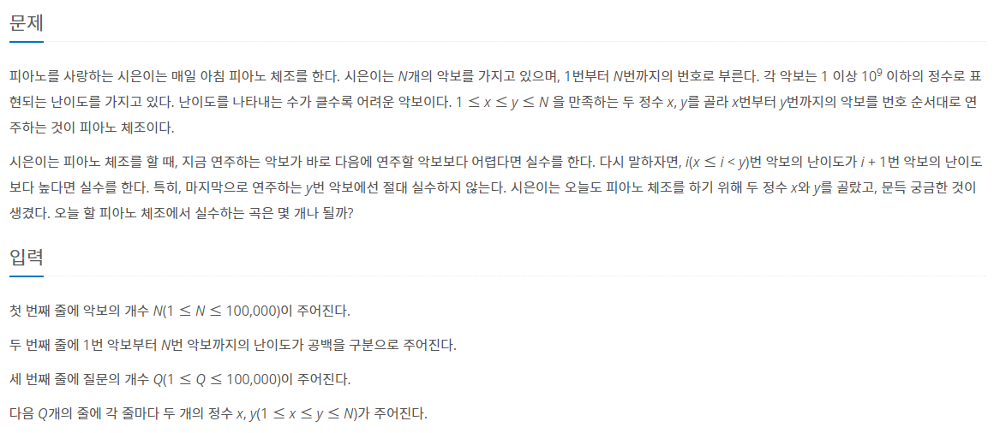 문제
피아노를 사랑하는 시은이는 매일 아침 피아노 체조를 한다. 시은이는 N개의 악보를 가지고 있으며, 1번부터 N번까지의 번호로 부른다. 각 악보는 1 이상 10⁹ 이하의 정수로 표
현되는 난이도를 가지고 있다. 난이도를 나타내는 수가 클수록 어려운 악보이다. 1 ≤ x ≤ y ≤ N 을 만족하는 두 정수 x, y를 골라 x번부터 y번까지의 악보를 번호 순서대로 연
주하는 것이 피아노 체조이다.
시은이는 피아노 체조를 할 때, 지금 연주하는 악보가 바로 다음에 연주할 악보보다 어렵다면 실수를 한다. 다시 말하자면, i(x ≤ i < y)번 악보의 난이도가 i + 1번 악보의 난이도
보다 높다면 실수를 한다. 특히, 마지막으로 연주하는 y번 악보에선 절대 실수하지 않는다. 시은이는 오늘도 피아노 체조를 하기 위해 두 정수 x와 y를 골랐고, 문득 궁금한 것이
생겼다. 오늘 할 피아노 체조에서 실수하는 곡은 몇 개나 될까?
입력
첫 번째 줄에 악보의 개수 N(1 ≤ N ≤ 100,000)이 주어진다.
두 번째 줄에 1번 악보부터 N번 악보까지의 난이도가 공백을 구분으로 주어진다.
세 번째 줄에 질문의 개수 Q(1 ≤ Q ≤ 100,000)이 주어진다.
다음 Q개의 줄에 각 줄마다 두 개의 정수 x, y(1 ≤ x ≤ y ≤ N)가 주어진다.